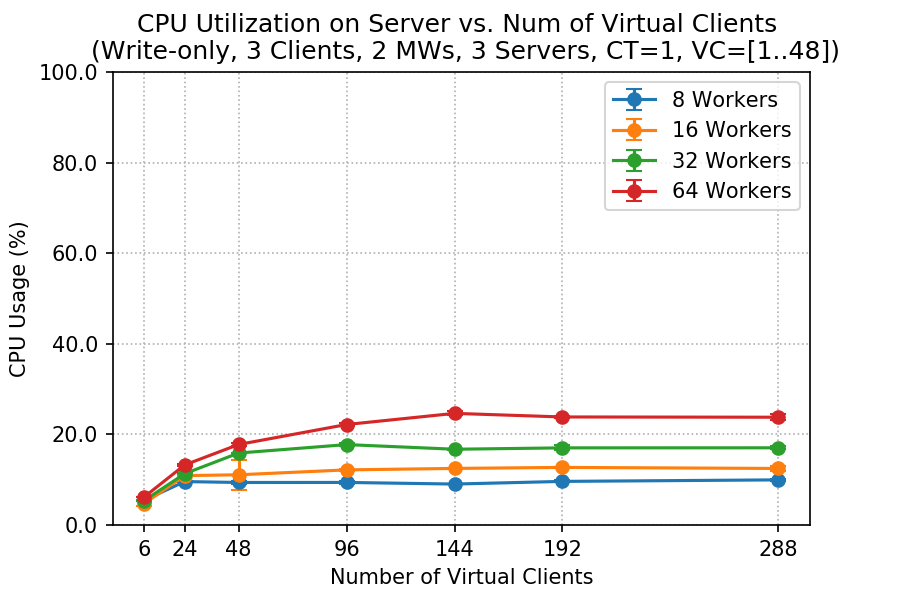 CPU Utilization on Server vs. Num of Virtual Clients
(Write-only, 3 Clients, 2 MWs, 3 Servers, CT=1, VC=[1..48])
100.0
80.0
60.0
40.0
20.0
0.0
CPU Usage (%)
8 Workers
16 Workers
32 Workers
64 Workers
6 24 48 96 144 192 288
Number of Virtual Clients